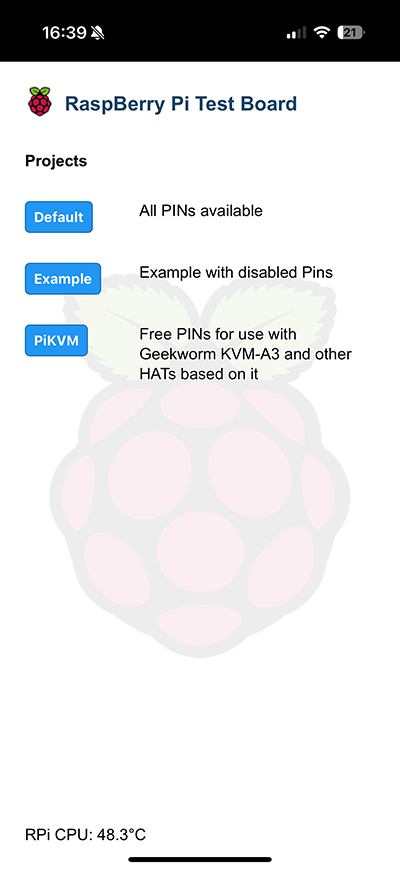 16:39
21
RaspBerry Pi Test Board
Projects
Default
All PINs available
Example
Example with disabled Pins
PiKVM
Free PINs for use with
Geekworm KVM-A3 and other
HATs based on it
RPi CPU: 48.3°C